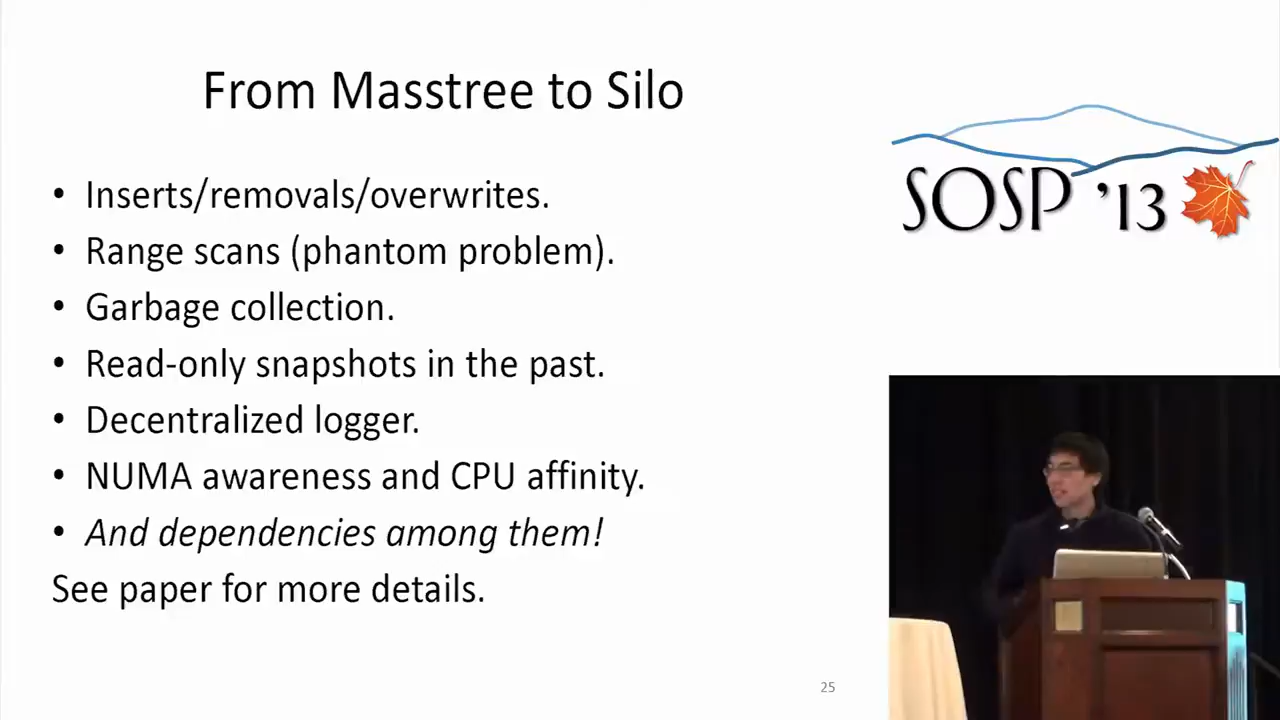 From Masstree to Silo
• Inserts/removals/overwrites.
• Range scans (phantom problem).
• Garbage collection.
• Read-only snapshots in the past.
• Decentralized logger.
• NUMA awareness and CPU affinity.
• And dependencies among them!
See paper for more details.
25
SOSP '13